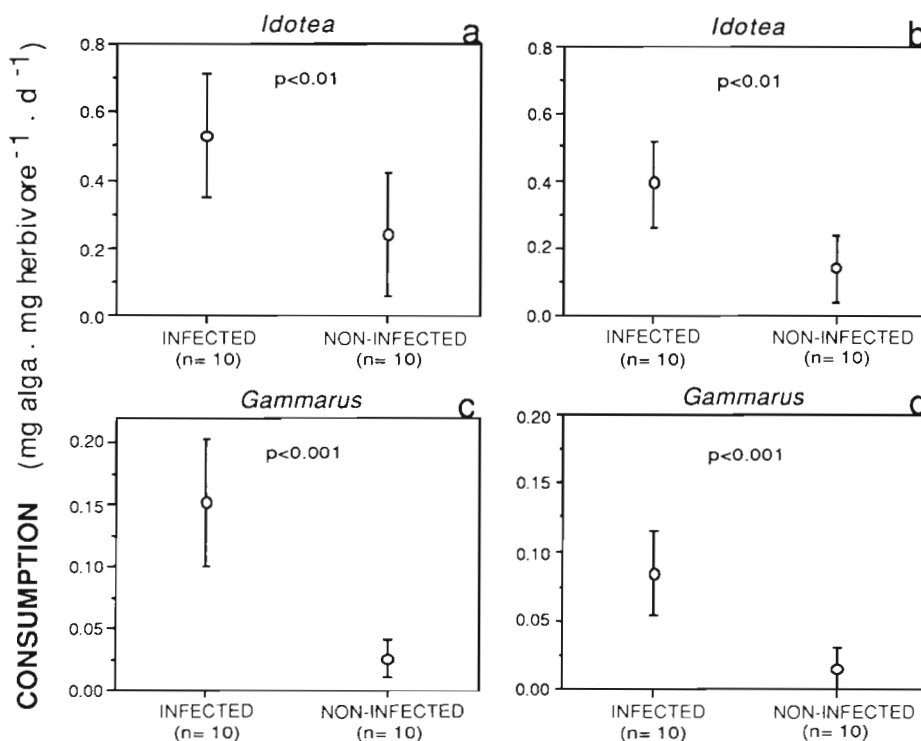 CONSUMPTION (mg alga . mg herbivore⁻¹ . d⁻¹)
Idotea
a
p<0.01
0.8
0.6
0.4
0.2
0.0
INFECTED
(n= 10)
NON-INFECTED
(n= 10)
Idotea
b
p<0.01
0.8
0.6
0.4
0.2
0.0
INFECTED
(n= 10)
NON-INFECTED
(n= 10)
Gammarus
c
p<0.001
0.20
0.15
0.10
0.05
0.00
INFECTED
(n= 10)
NON-INFECTED
(n= 10)
Gammarus
d
p<0.001
0.20
0.15
0.10
0.05
0.00
INFECTED
(n= 10)
NON-INFECTED
(n= 10)